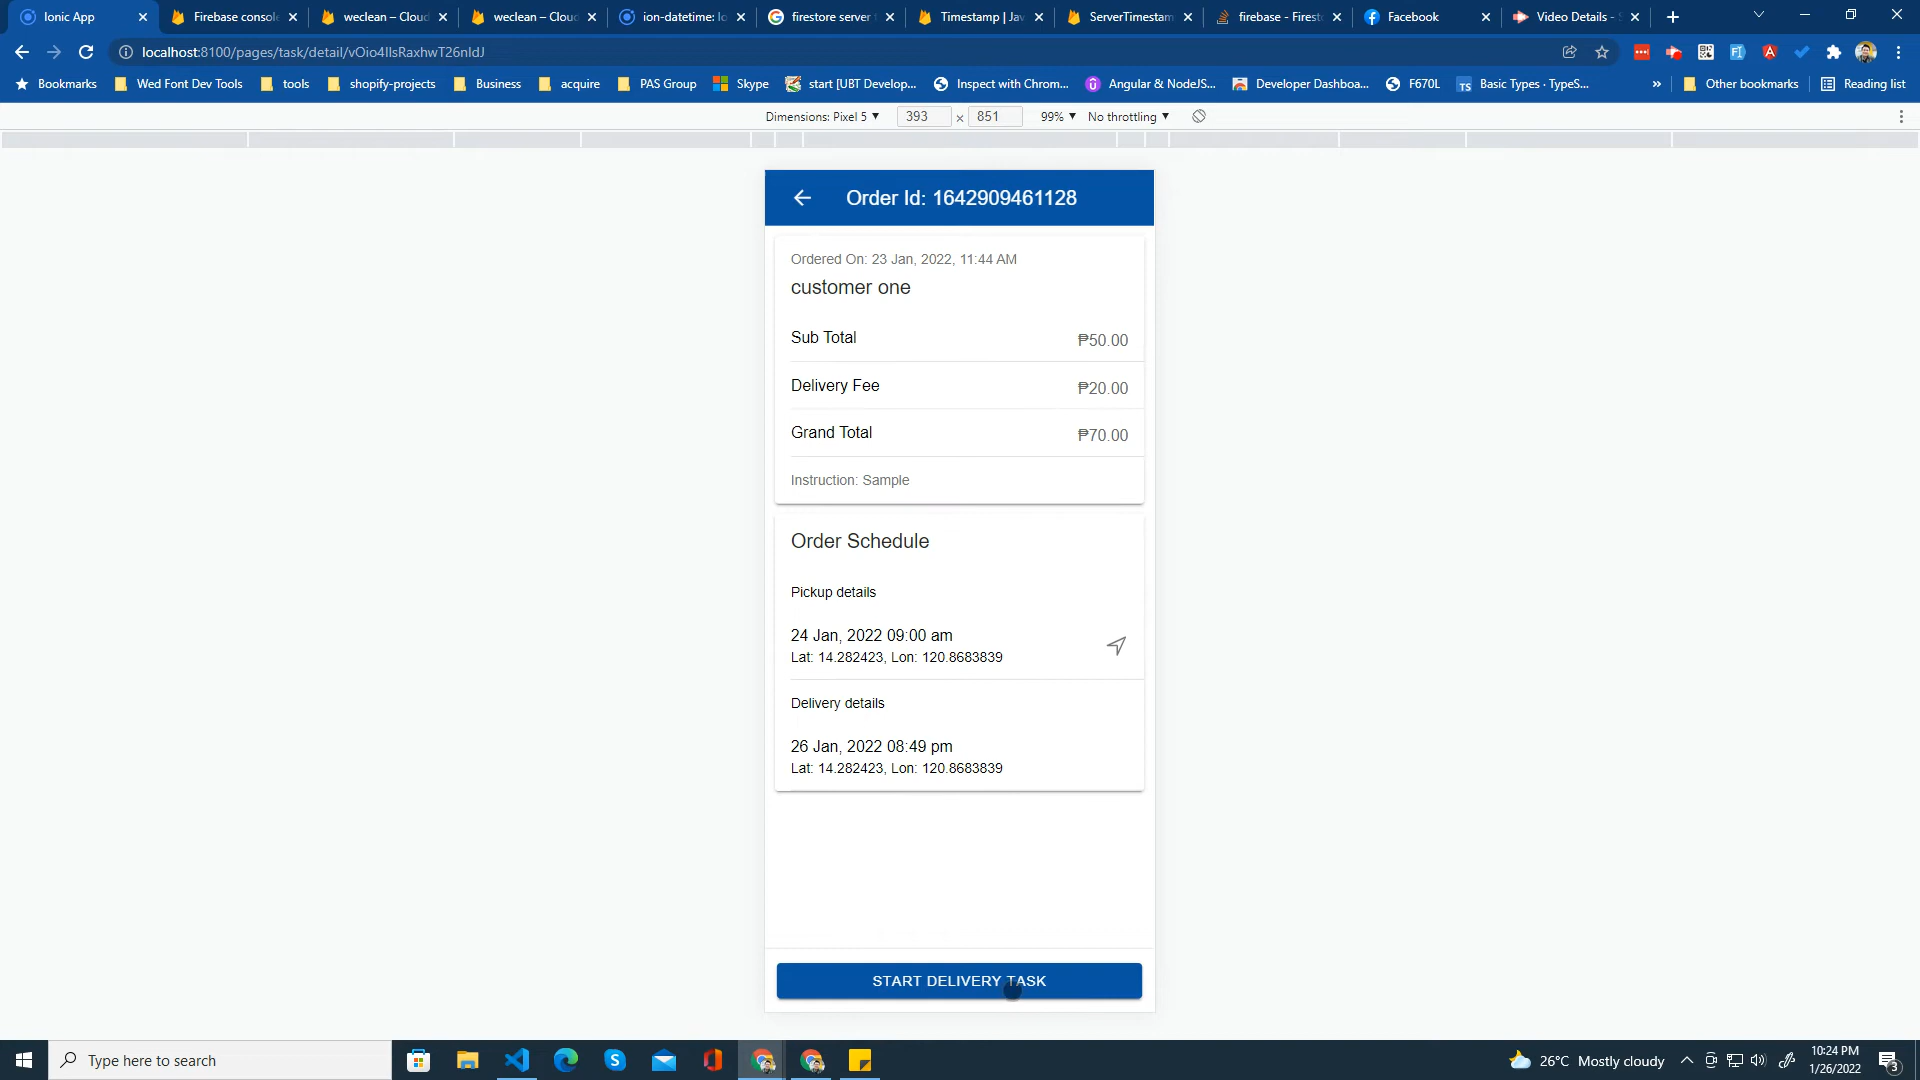 Ionic App
Firebase consol
weclean – Cloud
weclean – Cloud
ion-datetime: Io
firestore server
Timestamp | Jav
ServerTimestam
firebase - Firest
Facebook
Video Details -
localhost:8100/pages/task/detail/vOio4IlsRaxhwT26nIdJ
Bookmarks
Wed Font Dev Tools
tools
shopify-projects
Business
acquire
PAS Group
Skype
start [UBT Develop...
Inspect with Chrom...
Angular & NodeJS...
Developer Dashboa...
F670L
TS Basic Types · TypeS...
»
Other bookmarks
Reading list
Dimensions: Pixel 5 ▼ 393 × 851 99% ▼ No throttling ▼
Order Id: 1642909461128
Ordered On: 23 Jan, 2022, 11:44 AM
customer one
Sub Total ₱50.00
Delivery Fee ₱20.00
Grand Total ₱70.00
Instruction: Sample
Order Schedule
Pickup details
24 Jan, 2022 09:00 am
Lat: 14.282423, Lon: 120.8683839
Delivery details
26 Jan, 2022 08:49 pm
Lat: 14.282423, Lon: 120.8683839
START DELIVERY TASK
Type here to search
26°C Mostly cloudy
10:24 PM
1/26/2022
3